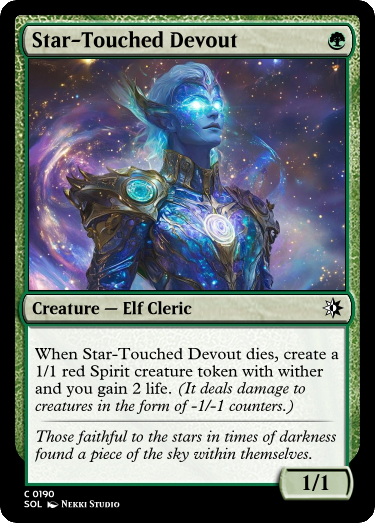 Star-Touched Devout
Creature — Elf Cleric
When Star-Touched Devout dies, create a
1/1 red Spirit creature token with wither
and you gain 2 life. (It deals damage to
creatures in the form of -1/-1 counters.)
Those faithful to the stars in times of darkness
found a piece of the sky within themselves.
1/1
C 0190
SOL Nekki Studio